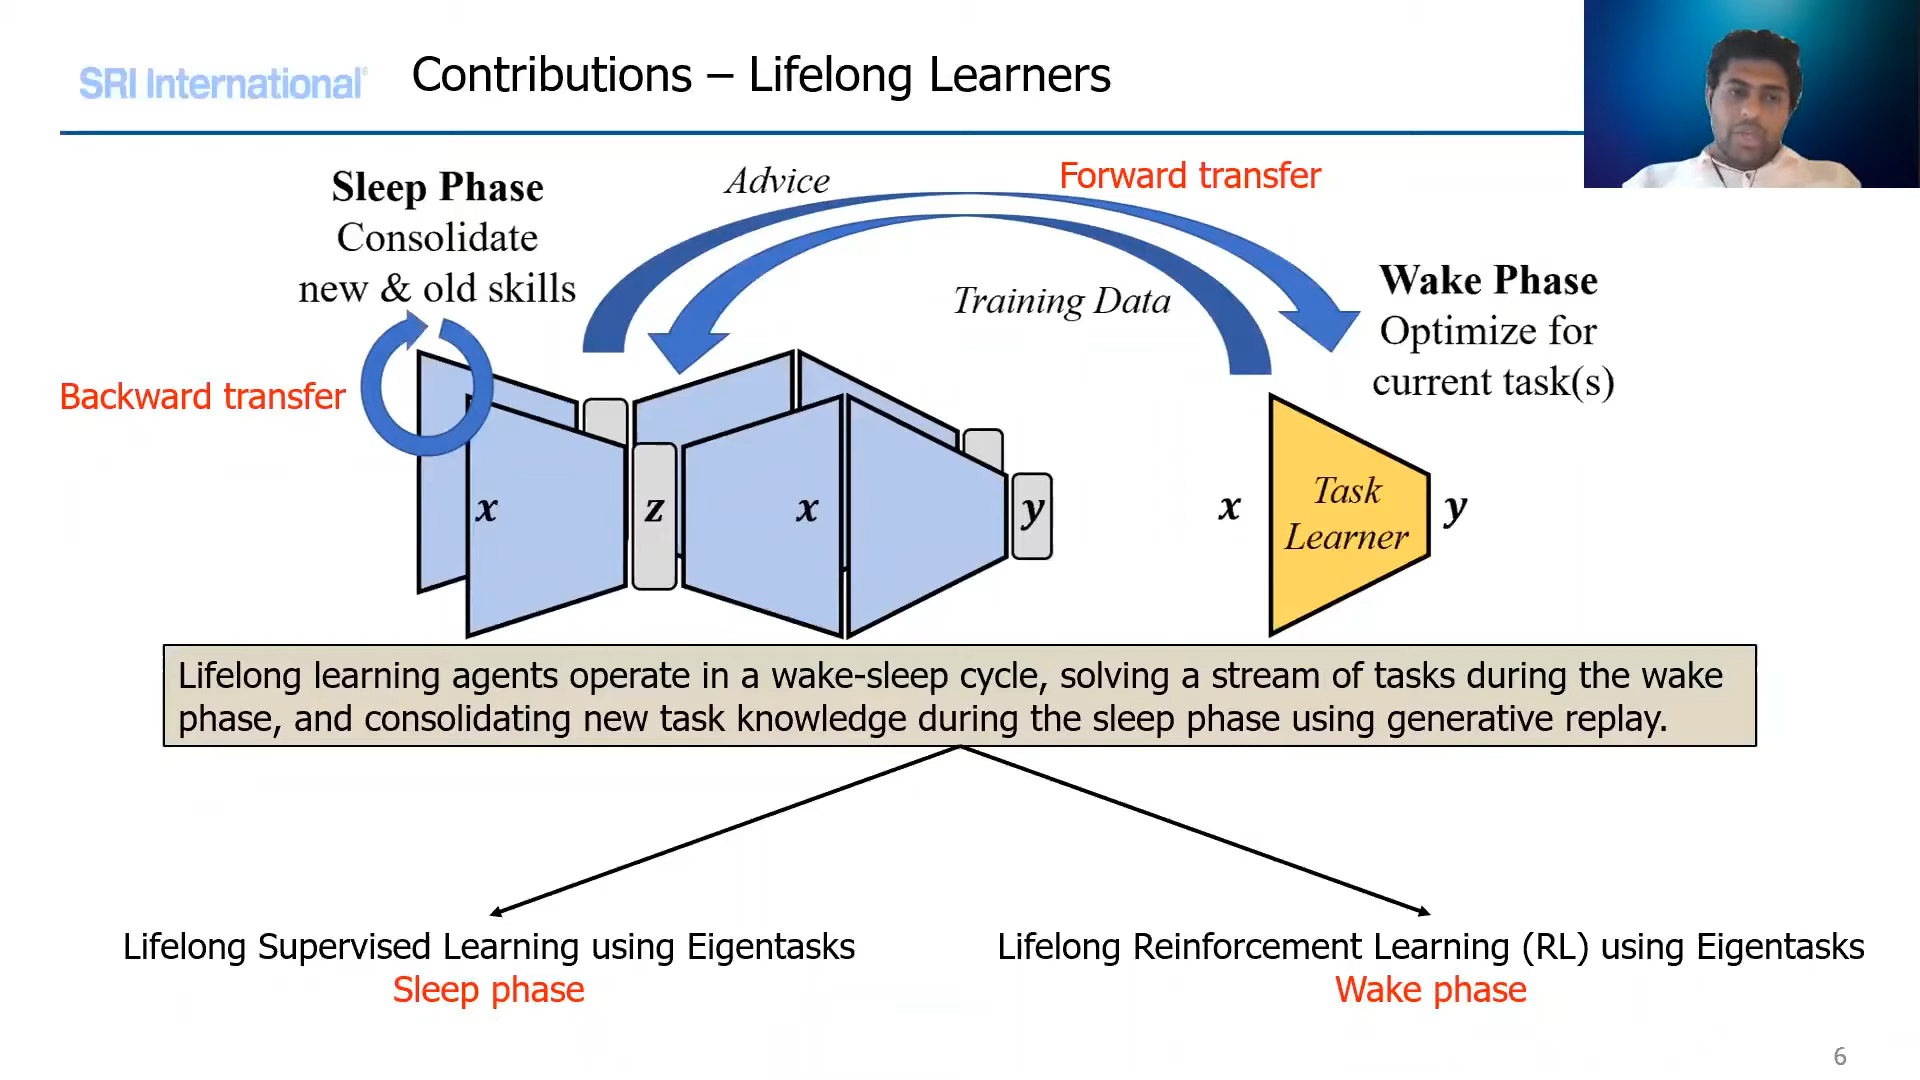 SRI International®
Contributions – Lifelong Learners
Sleep Phase
Consolidate
new & old skills
Advice
Forward transfer
Training Data
Wake Phase
Optimize for
current task(s)
Backward transfer
x
z
x
y
x
Task
Learner
y
Lifelong learning agents operate in a wake-sleep cycle, solving a stream of tasks during the wake
phase, and consolidating new task knowledge during the sleep phase using generative replay.
Lifelong Supervised Learning using Eigentasks
Sleep phase
Lifelong Reinforcement Learning (RL) using Eigentasks
Wake phase
6